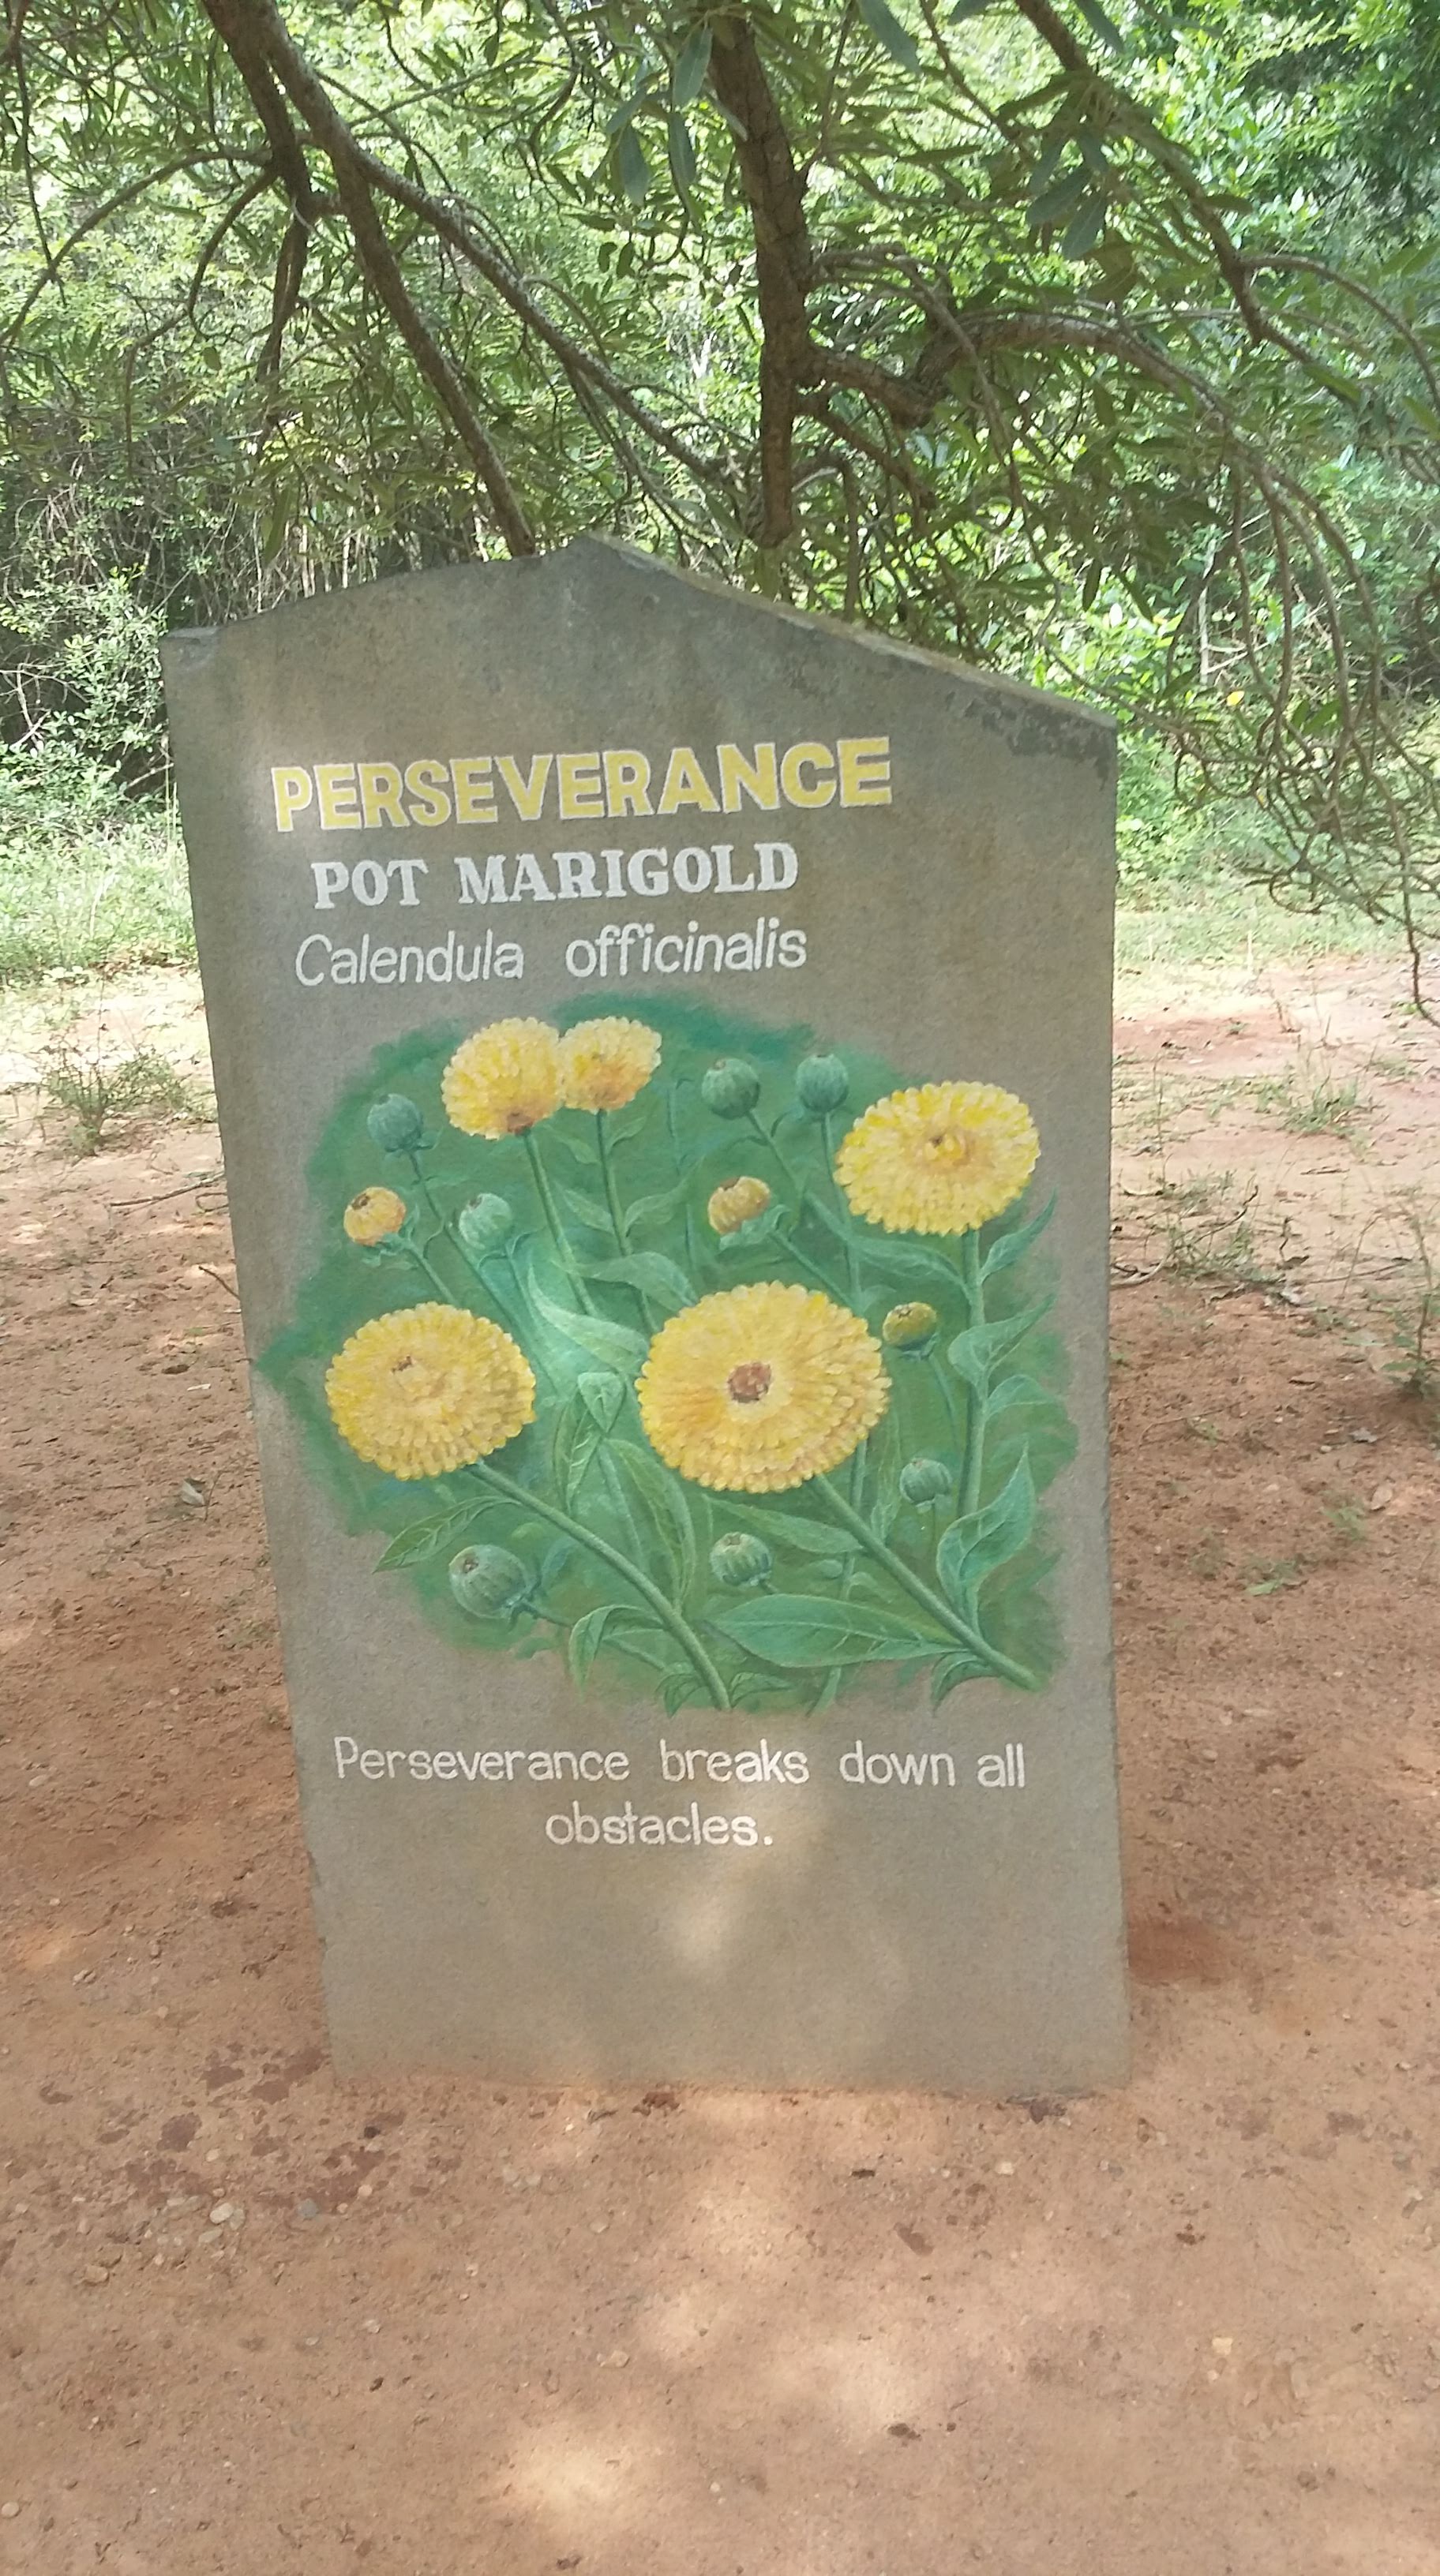 PERSEVERANCE
POT MARIGOLD
Calendula officinalis
Perseverance breaks down all
obstacles.